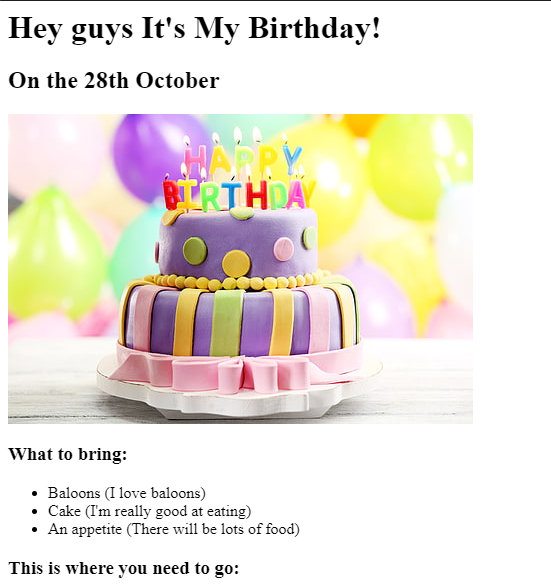 Hey guys It's My Birthday!
On the 28th October
HAPPY
BIRTHDAY
What to bring:
Baloons (I love baloons)
Cake (I'm really good at eating)
An appetite (There will be lots of food)
This is where you need to go: